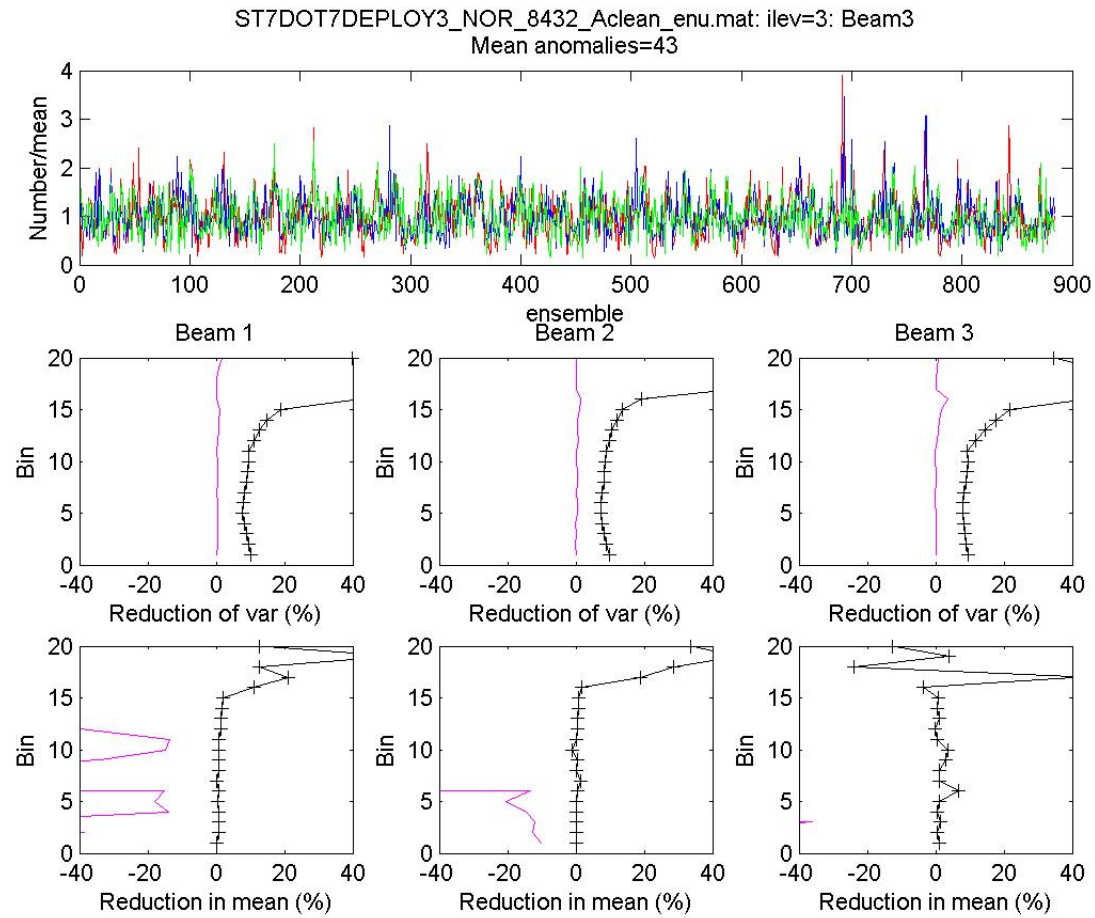 ST7DOT7DEPLOY3_NOR_8432_Aclean_enu.mat: ilev=3: Beam3
Mean anomalies=43
4
3
2
1
0
Number/mean
0 100 200 300 400 500 600 700 800 900
ensemble
Beam 1 Beam 2 Beam 3
20 20 20
15 15 15
10 10 10
Bin Bin Bin
5 5 5
0 0 0
-40 -20 0 20 40 -40 -20 0 20 40 -40 -20 0 20 40
Reduction of var (%) Reduction of var (%) Reduction of var (%)
20 20 20
15 15 15
10 10 10
Bin Bin Bin
5 5 5
0 0 0
-40 -20 0 20 40 -40 -20 0 20 40 -40 -20 0 20 40
Reduction in mean (%) Reduction in mean (%) Reduction in mean (%)